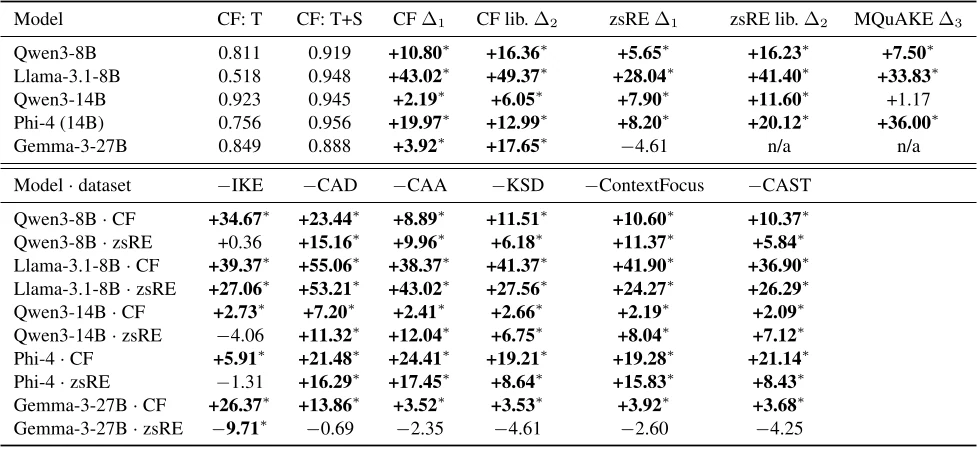 Model CF: T CF: T+S CF Δ₁ CF lib. Δ₂ zsRE Δ₁ zsRE lib. Δ₂ MQuAKE Δ₃
Qwen3-8B 0.811 0.919 +10.80* +16.36* +5.65* +16.23* +7.50*
Llama-3.1-8B 0.518 0.948 +43.02* +49.37* +28.04* +41.40* +33.83*
Qwen3-14B 0.923 0.945 +2.19* +6.05* +7.90* +11.60* +1.17
Phi-4 (14B) 0.756 0.956 +19.97* +12.99* +8.20* +20.12* +36.00*
Gemma-3-27B 0.849 0.888 +3.92* +17.65* −4.61 n/a n/a
Model · dataset −IKE −CAD −CAA −KSD −ContextFocus −CAST
Qwen3-8B · CF +34.67* +23.44* +8.89* +11.51* +10.60* +10.37*
Qwen3-8B · zsRE +0.36 +15.16* +9.96* +6.18* +11.37* +5.84*
Llama-3.1-8B · CF +39.37* +55.06* +38.37* +41.37* +41.90* +36.90*
Llama-3.1-8B · zsRE +27.06* +53.21* +43.02* +27.56* +24.27* +26.29*
Qwen3-14B · CF +2.73* +7.20* +2.41* +2.66* +2.19* +2.09*
Qwen3-14B · zsRE −4.06 +11.32* +12.04* +6.75* +8.04* +7.12*
Phi-4 · CF +5.91* +21.48* +24.41* +19.21* +19.28* +21.14*
Phi-4 · zsRE −1.31 +16.29* +17.45* +8.64* +15.83* +8.43*
Gemma-3-27B · CF +26.37* +13.86* +3.52* +3.53* +3.92* +3.68*
Gemma-3-27B · zsRE −9.71* −0.69 −2.35 −4.61 −2.60 −4.25